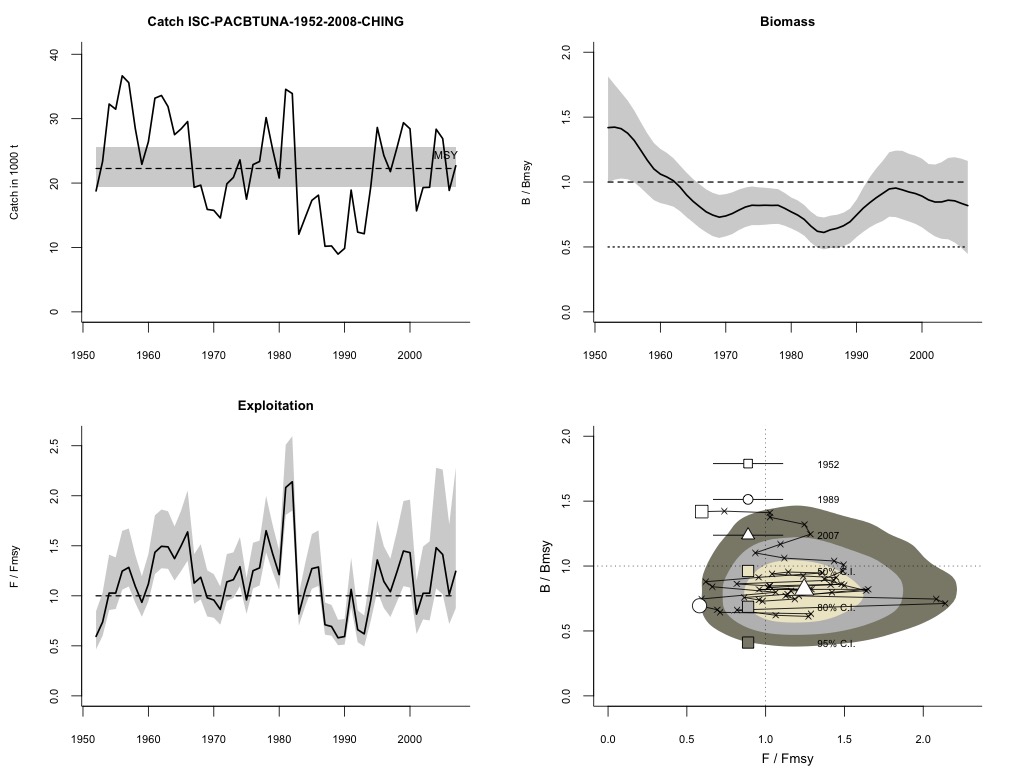 Catch ISC-PACBTUNA-1952-2008-CHING
Catch in 1000 t
40
30
20
10
0
MSY
1950 1960 1970 1980 1990 2000
Biomass
B / Bmsy
2.0
1.5
1.0
0.5
0.0
1950 1960 1970 1980 1990 2000
Exploitation
F / Fmsy
2.5
2.0
1.5
1.0
0.5
0.0
1950 1960 1970 1980 1990 2000
B / Bmsy
2.0
1.5
1.0
0.5
0.0
1952
1989
2007
50% C.I.
80% C.I.
95% C.I.
0.0 0.5 1.0 1.5 2.0
F / Fmsy